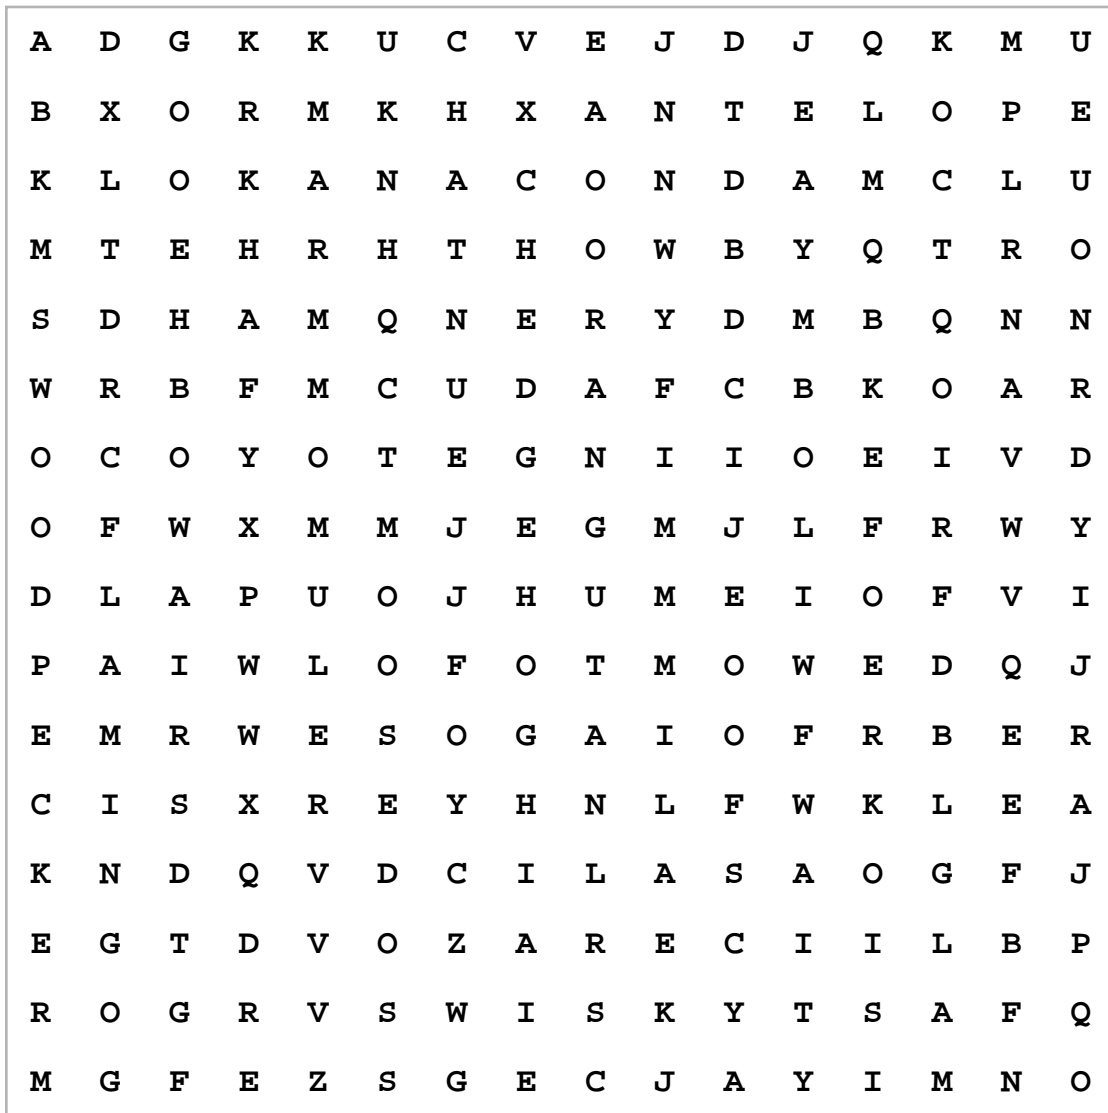 A D G K K U C V E J D J Q K M U
B X O R M K H X A N T E L O P E
K L O K A N A C O N D A M C L U
M T E H R H T H O W B Y Q T R O
S D H A M Q N E R Y D M B Q N N
W R B F M C U D A F C B K O A R
O C O Y O T E G N I I O E I V D
O F W X M M J E G M J L F R W Y
D L A P U O J H U M E I O F V I
P A I W L O F O T M O W E D Q J
E M R W E S O G A I O F R B E R
C I S X R E Y H N L F W K L E A
K N D Q V D C I L A S A O G F J
E G T D V O Z A R E C I I L B P
R O G R V S W I S K Y T S A F Q
M G F E Z S G E C J A Y I M N O